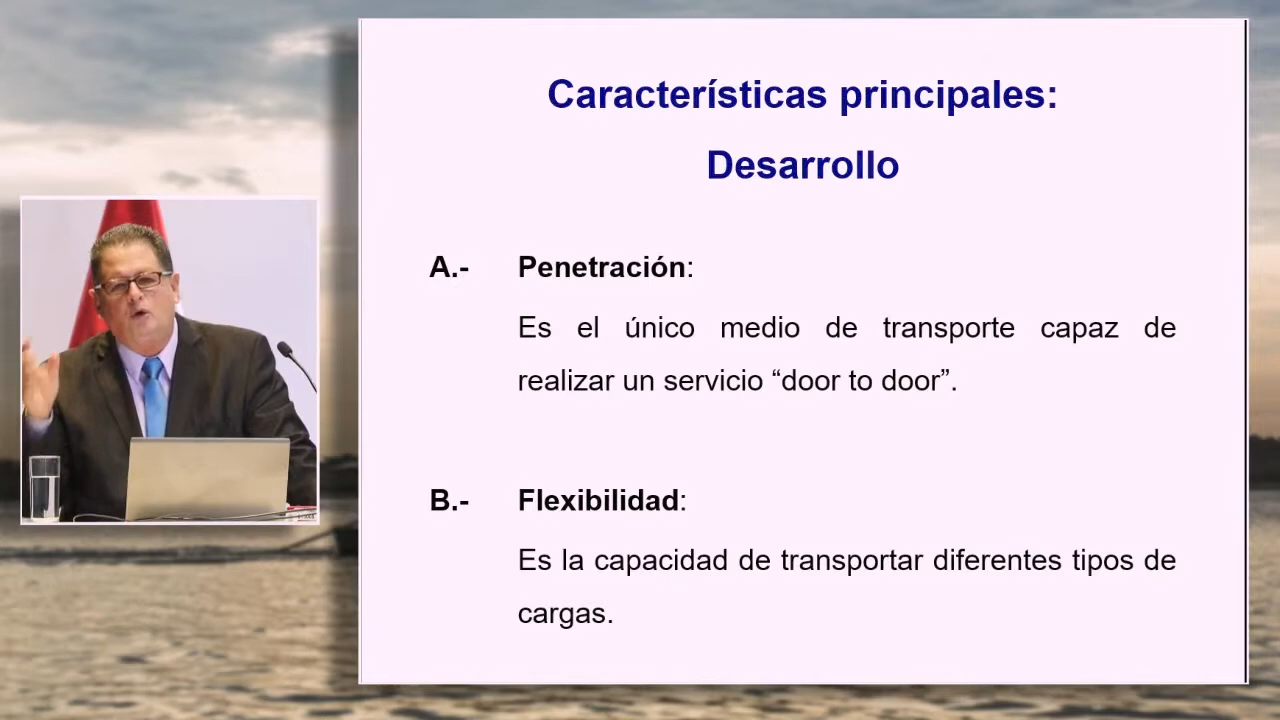 Características principales:
Desarrollo
A.- Penetración:
Es el único medio de transporte capaz de
realizar un servicio “door to door”.
B.- Flexibilidad:
Es la capacidad de transportar diferentes tipos de
cargas.